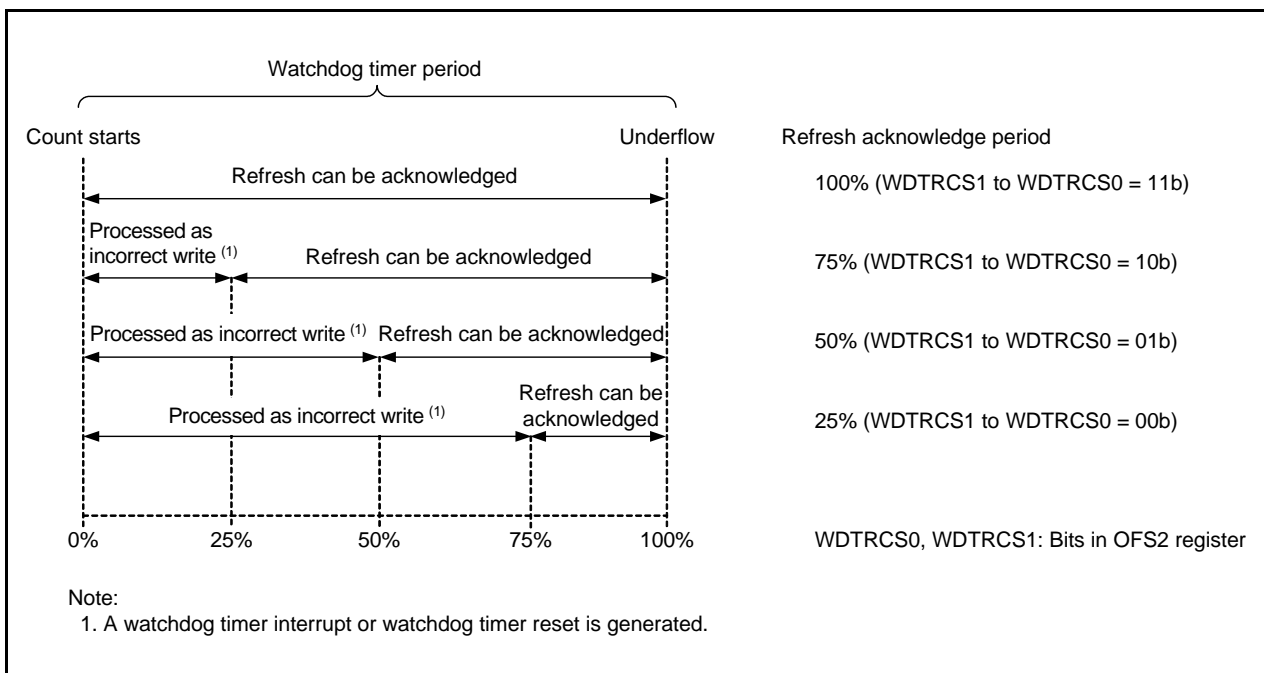 Watchdog timer period
Count starts
Underflow
Refresh acknowledge period
Refresh can be acknowledged
100% (WDTRCS1 to WDTRCS0 = 11b)
Processed as
incorrect write (1)
Refresh can be acknowledged
75% (WDTRCS1 to WDTRCS0 = 10b)
Processed as incorrect write (1)
Refresh can be acknowledged
50% (WDTRCS1 to WDTRCS0 = 01b)
Processed as incorrect write (1)
Refresh can be
acknowledged
25% (WDTRCS1 to WDTRCS0 = 00b)
0%
25%
50%
75%
100%
WDTRCS0, WDTRCS1: Bits in OFS2 register
Note:
1. A watchdog timer interrupt or watchdog timer reset is generated.